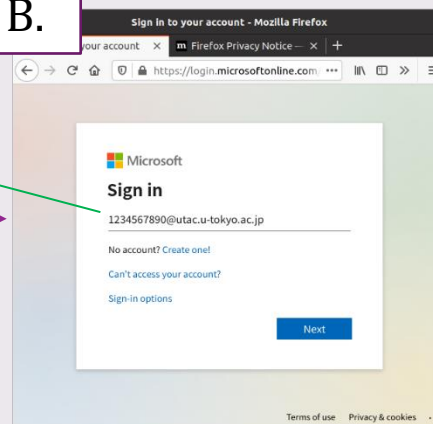 B.
Sign in to your account - Mozilla Firefox
your account × m Firefox Privacy Notice — × +
https://login.microsoftonline.com ···
Microsoft
Sign in
1234567890@utac.u-tokyo.ac.jp
No account? Create one!
Can't access your account?
Sign-in options
Next
Terms of use Privacy & cookies